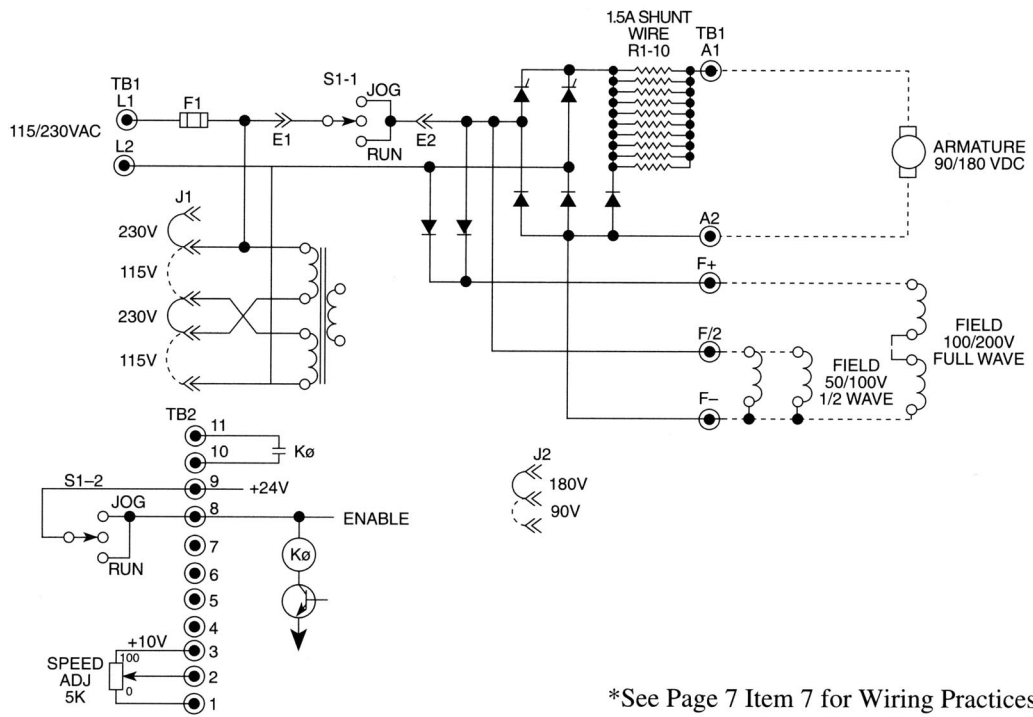 1.5A SHUNT
WIRE
R1-10
TB1
A1
TB1
L1
F1
S1-1
JOG
115/230VAC
E1
E2
RUN
L2
ARMATURE
90/180 VDC
J1
A2
230V
115V
F+
230V
F/2
FIELD
100/200V
FULL WAVE
115V
FIELD
50/100V
1/2 WAVE
F–
TB2
11
10
Kø
S1–2
9
+24V
J2
180V
90V
JOG
8
ENABLE
Kø
7
RUN
6
5
4
+10V
3
100
SPEED
ADJ
5K
2
0
1
*See Page 7 Item 7 for Wiring Practices